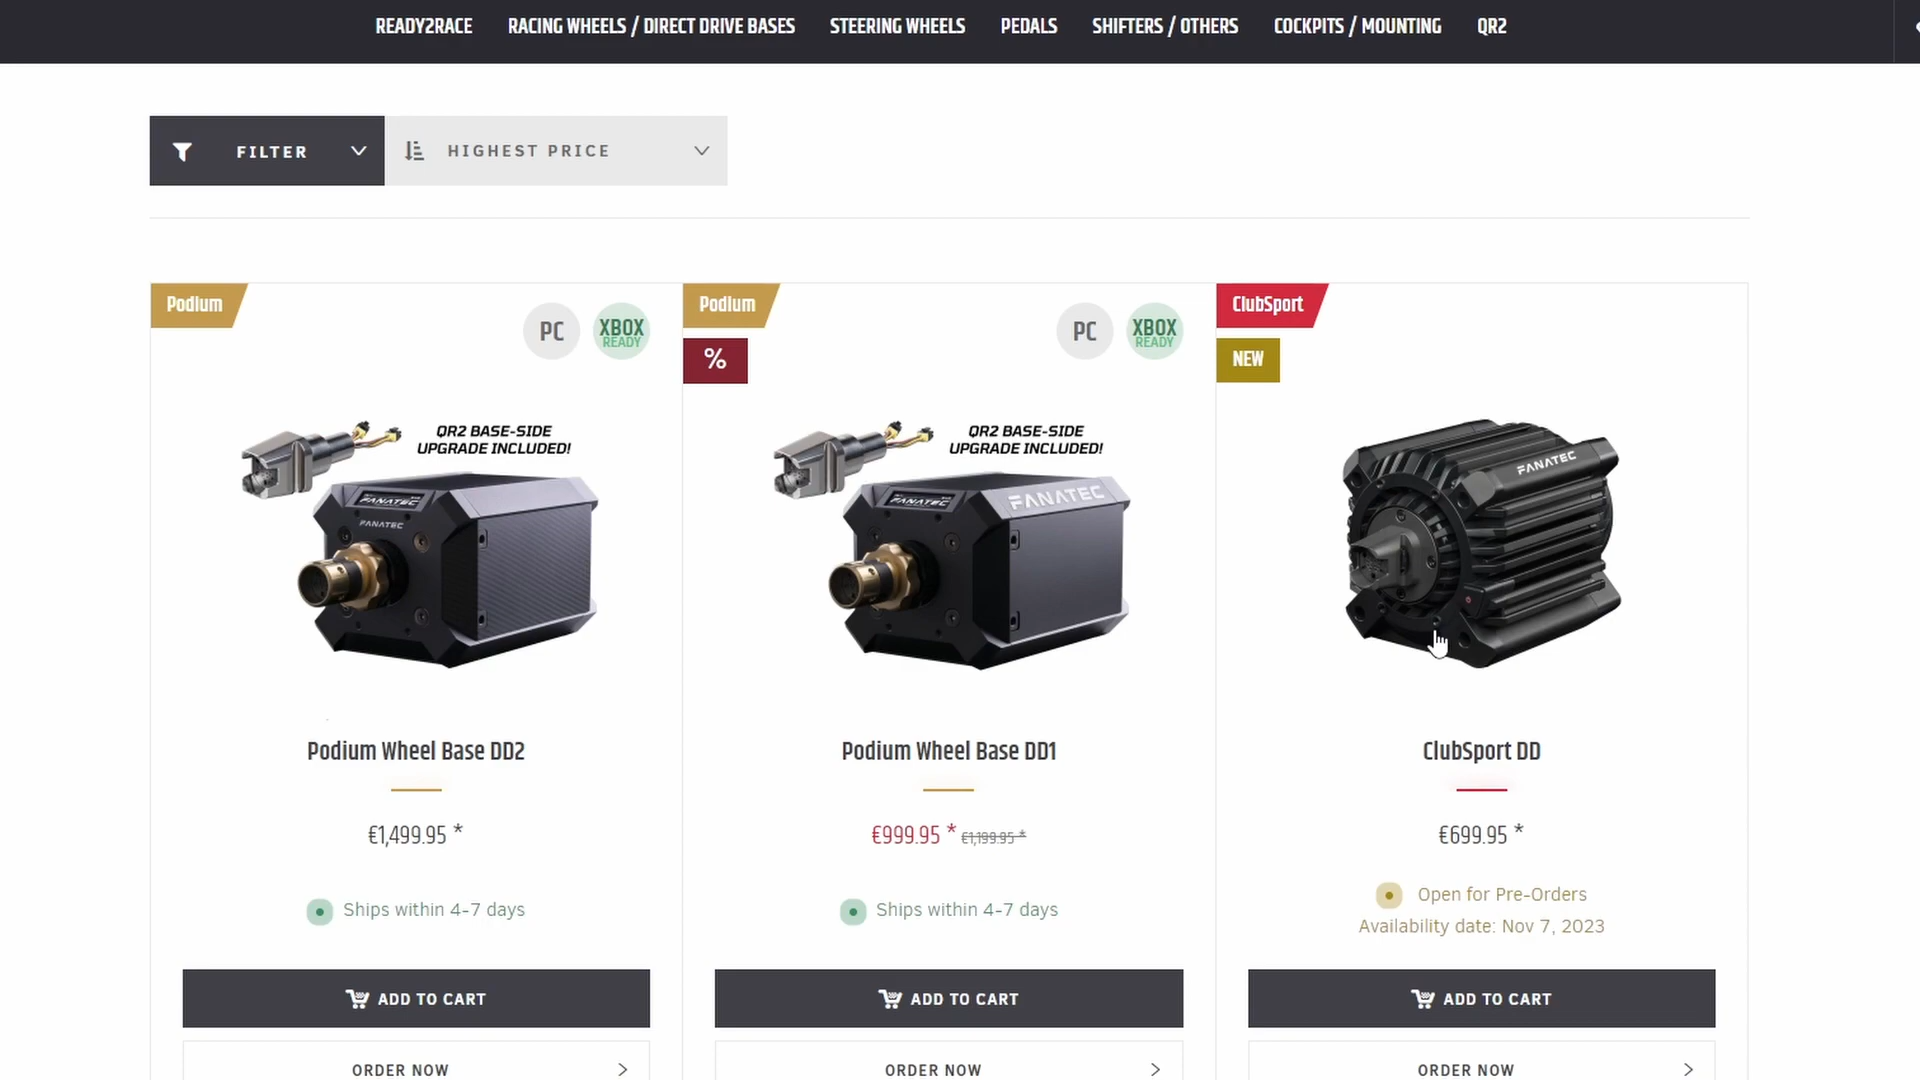 READY2RACE RACING WHEELS / DIRECT DRIVE BASES STEERING WHEELS PEDALS SHIFTERS / OTHERS COCKPITS / MOUNTING QR2
FILTER HIGHEST PRICE
Podium
PC XBOX READY
QR2 BASE-SIDE
UPGRADE INCLUDED!
FANATEC
FANATEC
Podium Wheel Base DD2
€1,499.95 *
Ships within 4-7 days
ADD TO CART
ORDER NOW
Podium
%
PC XBOX READY
QR2 BASE-SIDE
UPGRADE INCLUDED!
FANATEC
FANATEC
Podium Wheel Base DD1
€999.95 * €1,199.95 *
Ships within 4-7 days
ADD TO CART
ORDER NOW
ClubSport
NEW
FANATEC
ClubSport DD
€699.95 *
Open for Pre-Orders
Availability date: Nov 7, 2023
ADD TO CART
ORDER NOW